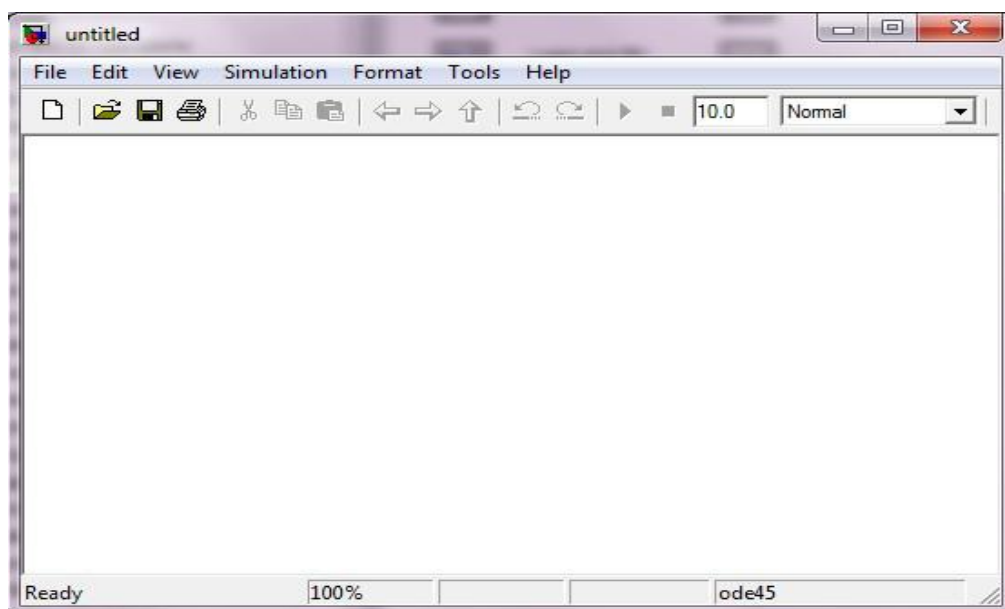 untitled
File Edit View Simulation Format Tools Help
10.0 Normal
Ready 100% ode45